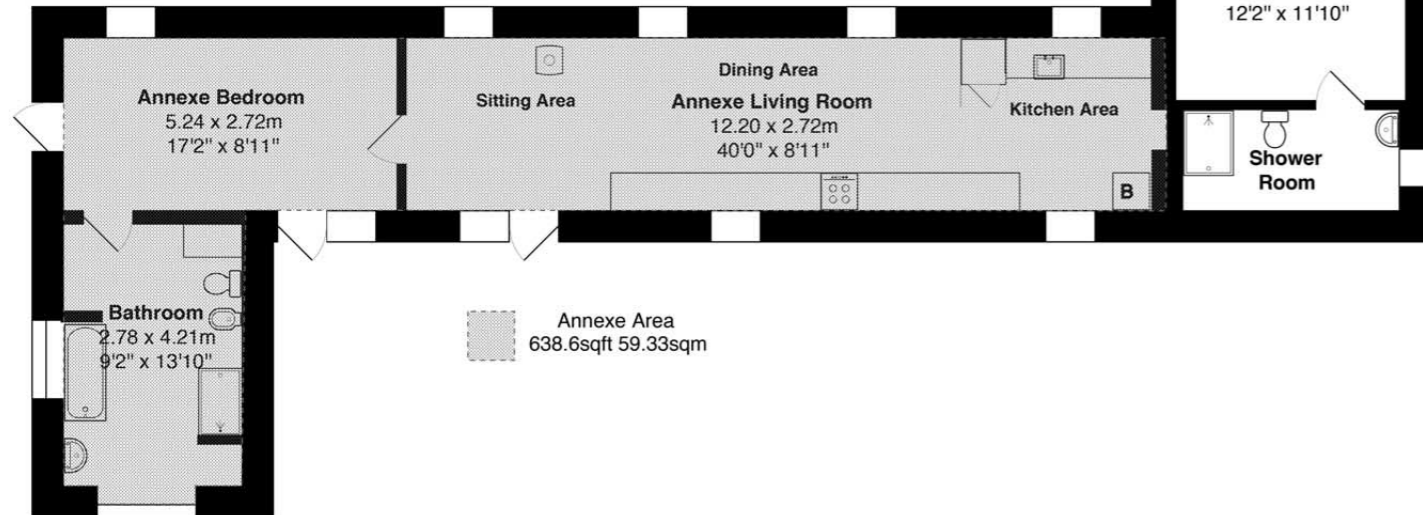 12'2" x 11'10"
Annexe Bedroom
5.24 x 2.72m
17'2" x 8'11"
Sitting Area
Dining Area
Annexe Living Room
12.20 x 2.72m
40'0" x 8'11"
Kitchen Area
B
Shower
Room
Bathroom
2.78 x 4.21m
9'2" x 13'10"
Annexe Area
638.6sqft 59.33sqm